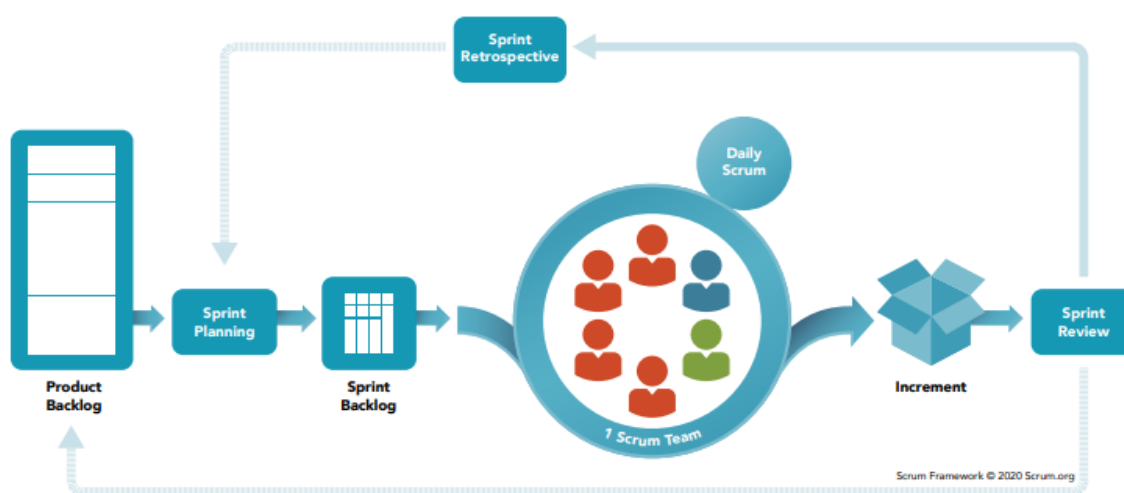 Sprint
Retrospective
Daily
Scrum
Sprint
Planning
Product
Backlog
Sprint
Backlog
1 Scrum Team
Increment
Sprint
Review
Scrum Framework © 2020 Scrum.org